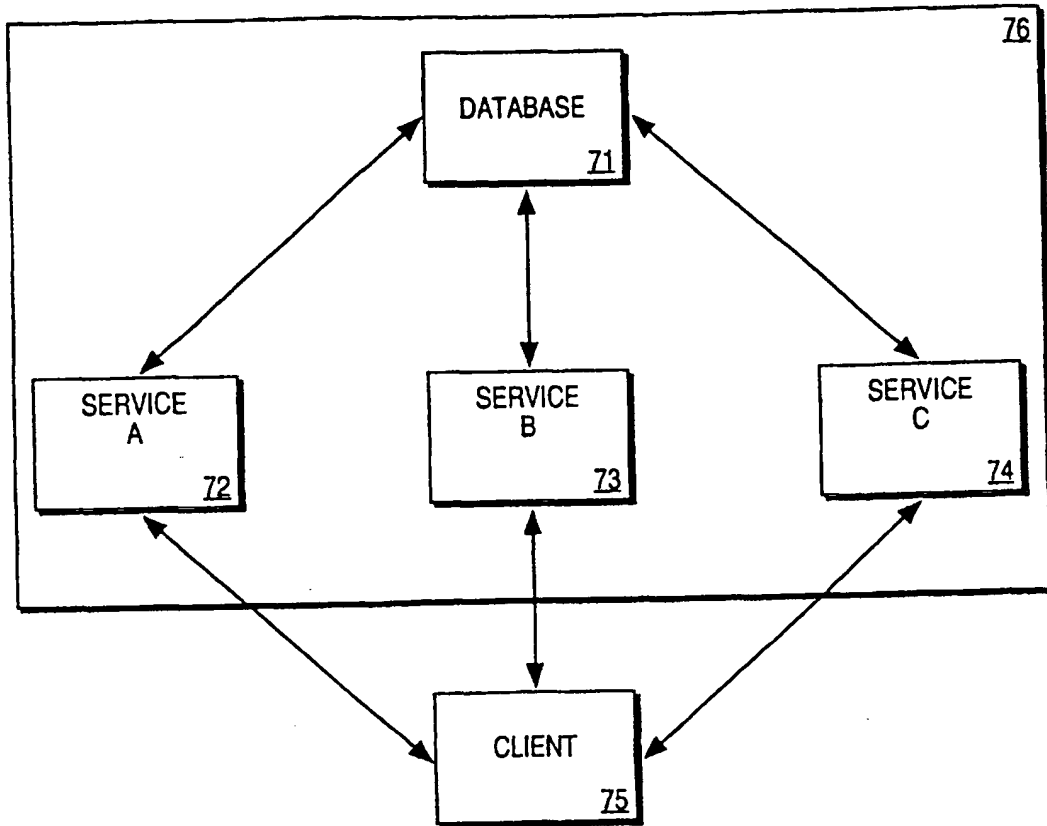 76
DATABASE
71
SERVICE
A
72
SERVICE
B
73
SERVICE
C
74
CLIENT
75